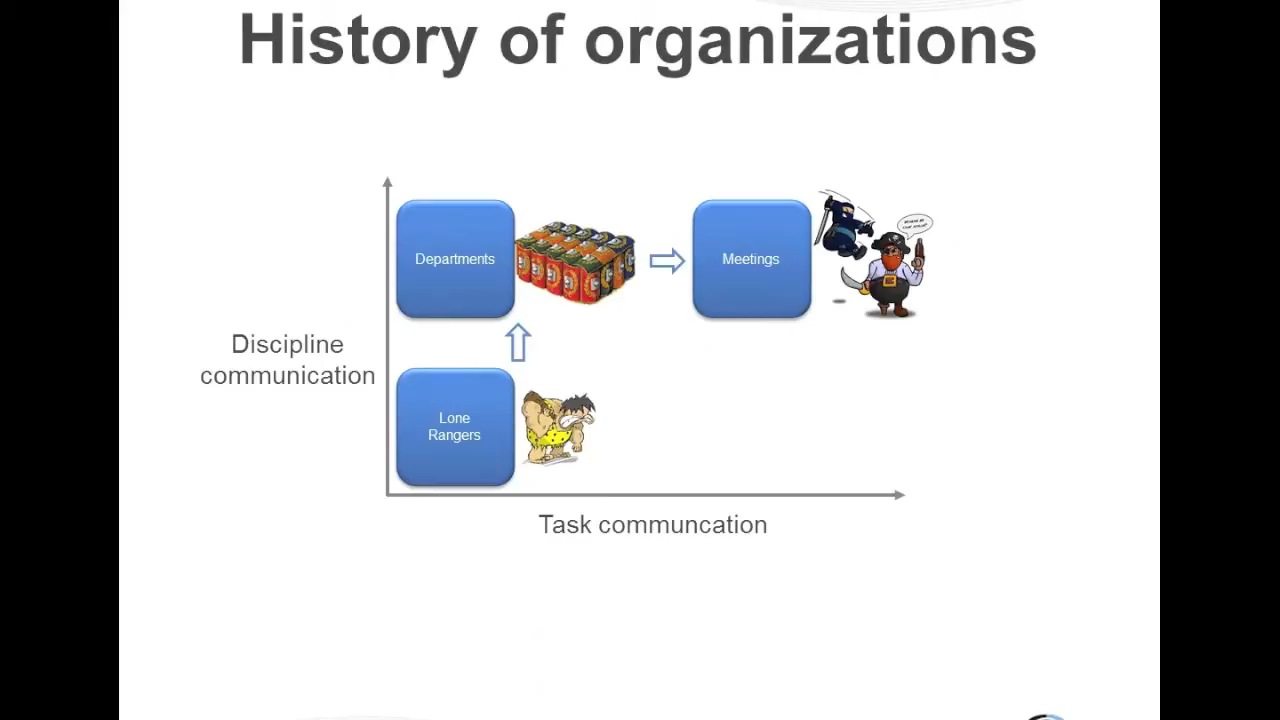 History of organizations
Departments
Meetings
Discipline
communication
Lone
Rangers
Task communcation